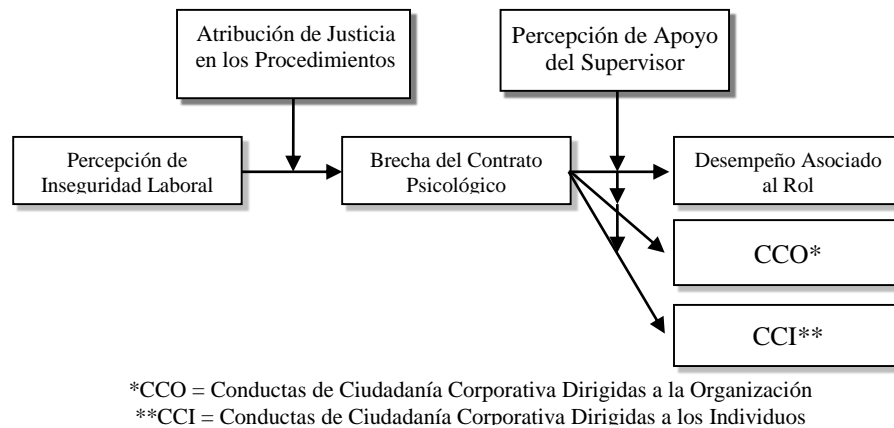 Atribución de Justicia
en los Procedimientos
Percepción de Apoyo
del Supervisor
Percepción de
Inseguridad Laboral
Brecha del Contrato
Psicológico
Desempeño Asociado
al Rol
CCO*
CCI**
*CCO = Conductas de Ciudadanía Corporativa Dirigidas a la Organización
**CCI = Conductas de Ciudadanía Corporativa Dirigidas a los Individuos